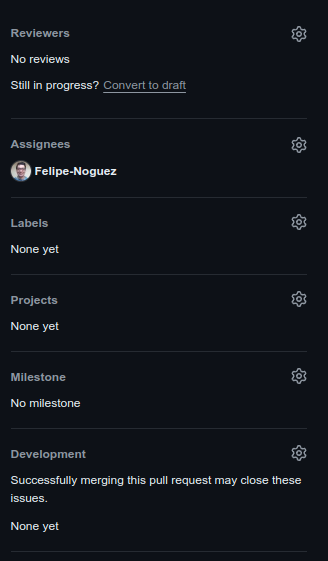 Reviewers
No reviews
Still in progress? Convert to draft
Assignees
Felipe-Noguez
Labels
None yet
Projects
None yet
Milestone
No milestone
Development
Successfully merging this pull request may close these
issues.
None yet